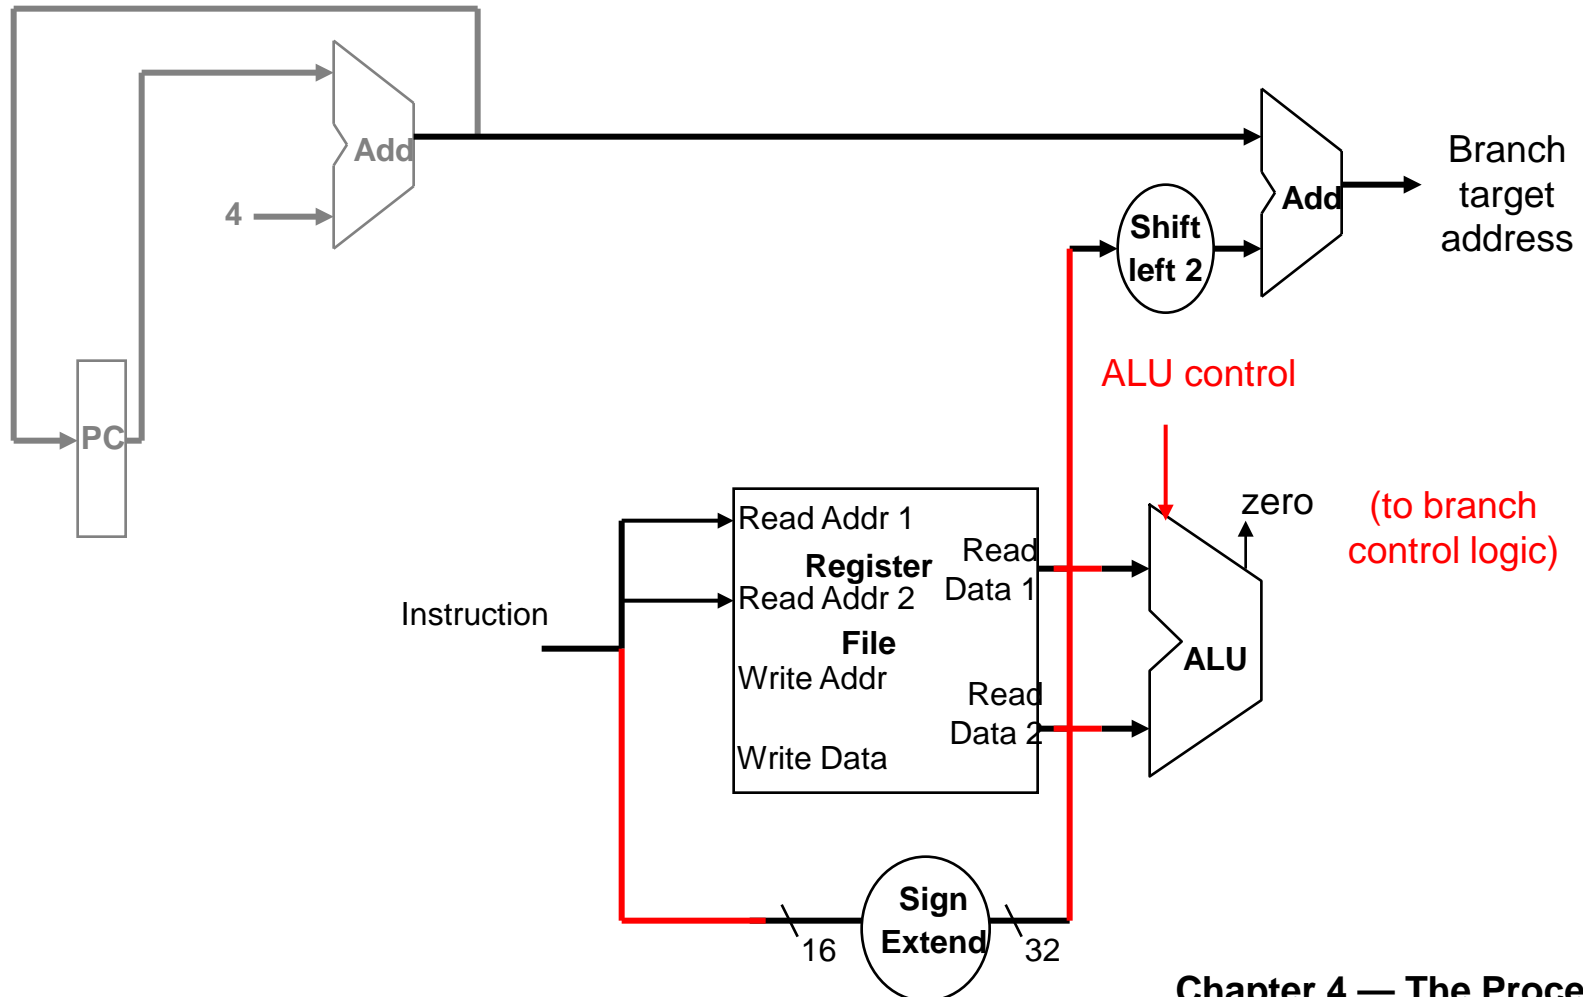 Add
4
Add
Branch
target
address
Shift
left 2
ALU control
PC
zero
(to branch
control logic)
Read Addr 1
Register
Read
Data 1
Read Addr 2
Instruction
File
ALU
Write Addr
Read
Data 2
Write Data
Sign
Extend
16
32
Chapter 4 — The Proce